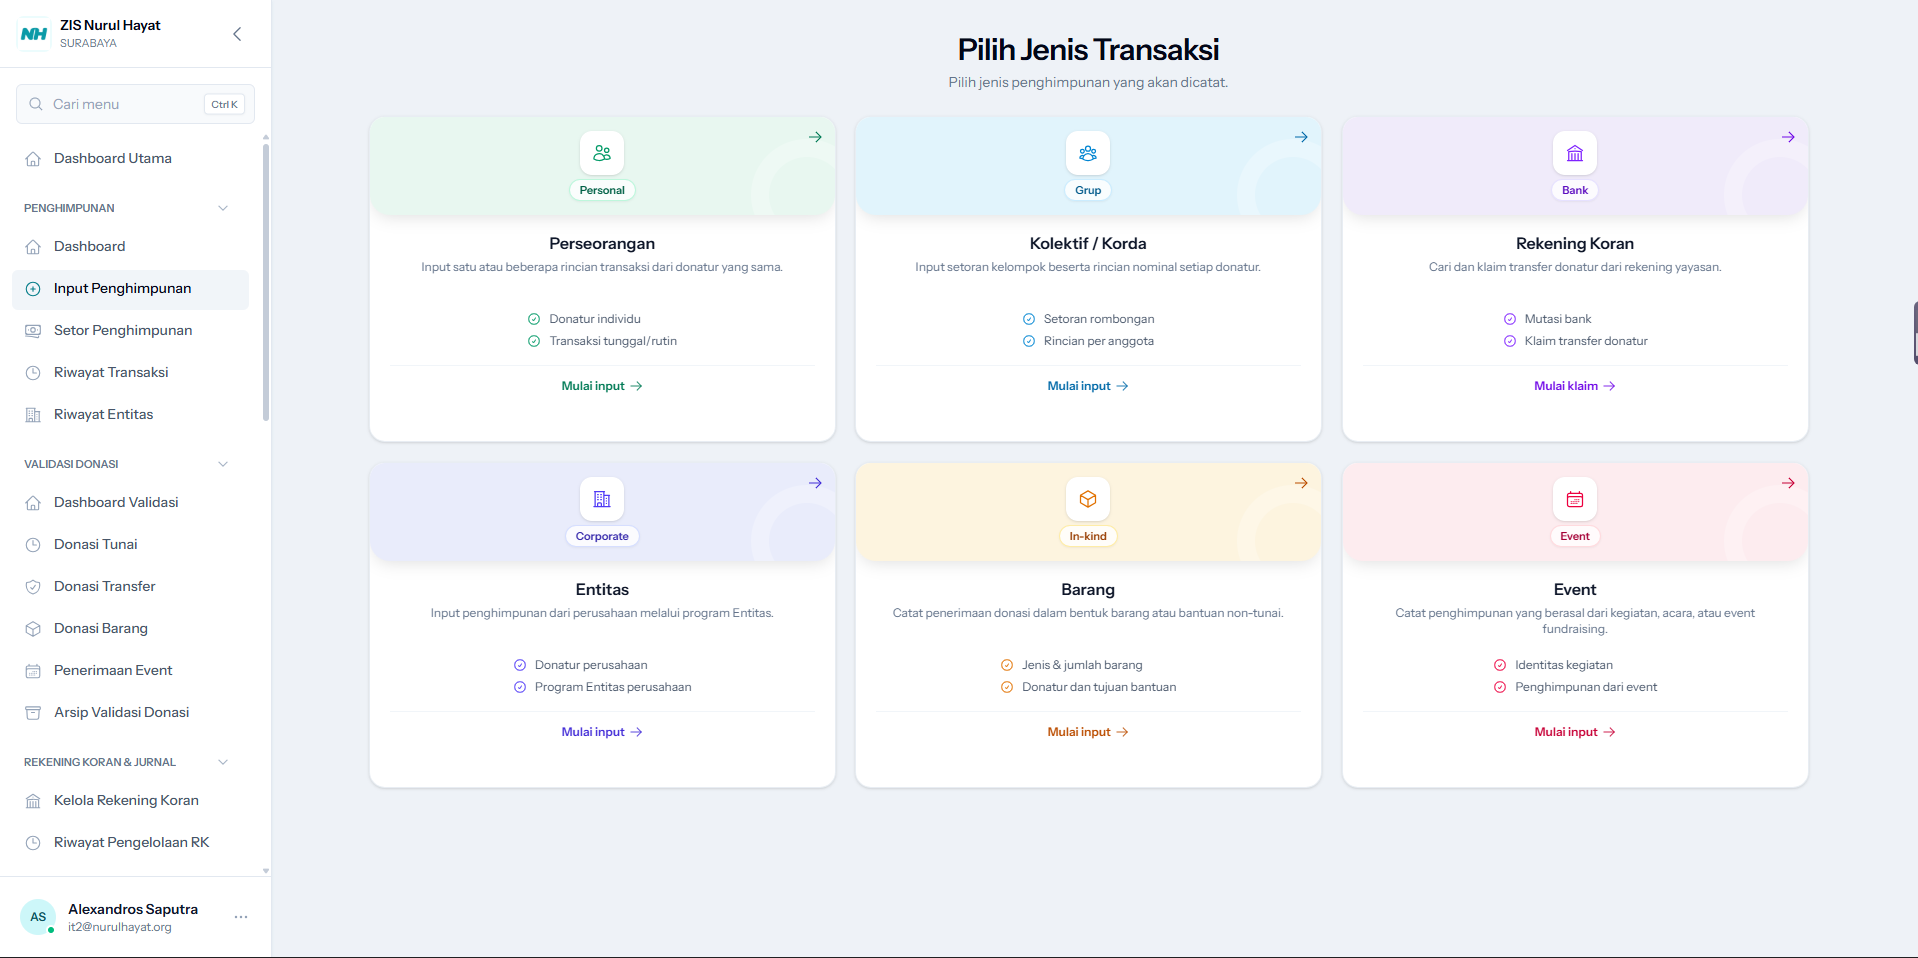 NH
ZIS Nurul Hayat
SURABAYA
Cari menu
Ctrl K
Dashboard Utama
PENGHIMPUNAN
Dashboard
Input Penghimpunan
Setor Penghimpunan
Riwayat Transaksi
Riwayat Entitas
VALIDASI DONASI
Dashboard Validasi
Donasi Tunai
Donasi Transfer
Donasi Barang
Penerimaan Event
Arsip Validasi Donasi
REKENING KORAN & JURNAL
Kelola Rekening Koran
Riwayat Pengelolaan RK
AS
Alexandros Saputra
it2@nurulhayat.org
Pilih Jenis Transaksi
Pilih jenis penghimpunan yang akan dicatat.
Personal
Perseorangan
Input satu atau beberapa rincian transaksi dari donatur yang sama.
Donatur individu
Transaksi tunggal/rutin
Mulai input
Grup
Kolektif / Korda
Input setoran kelompok beserta rincian nominal setiap donatur.
Setoran rombongan
Rincian per anggota
Mulai input
Bank
Rekening Koran
Cari dan klaim transfer donatur dari rekening yayasan.
Mutasi bank
Klaim transfer donatur
Mulai klaim
Corporate
Entitas
Input penghimpunan dari perusahaan melalui program Entitas.
Donatur perusahaan
Program Entitas perusahaan
Mulai input
In-kind
Barang
Catat penerimaan donasi dalam bentuk barang atau bantuan non-tunai.
Jenis & jumlah barang
Donatur dan tujuan bantuan
Mulai input
Event
Event
Catat penghimpunan yang berasal dari kegiatan, acara, atau event
fundraising.
Identitas kegiatan
Penghimpunan dari event
Mulai input